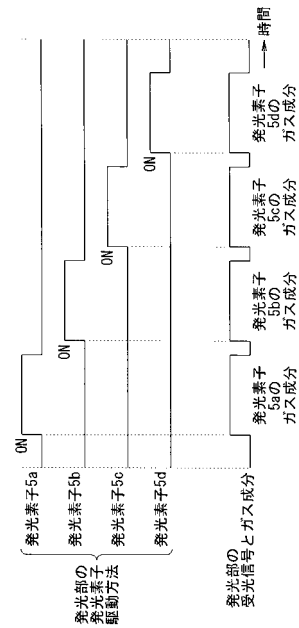 発光部の
発光素子
駆動方法
発光素子5a
ON
発光素子5b
ON
発光素子5c
ON
発光素子5d
ON
発光部の
受光信号とガス成分
発光素子
5aの
ガス成分
発光素子
5bの
ガス成分
発光素子
5cの
ガス成分
発光素子
5dの
ガス成分
時間